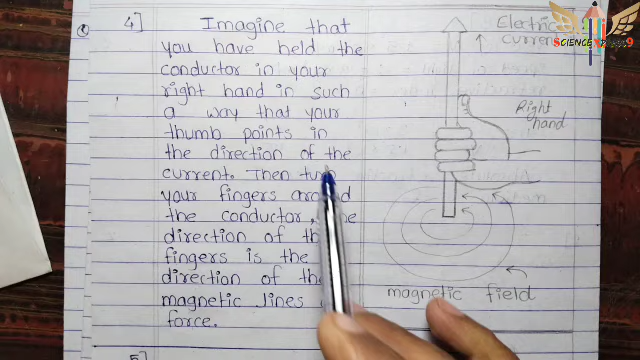 4] Imagine that
you have held the
conductor in your
right hand in such
a way that your
thumb points in
the direction of the
current. Then turn
your fingers around
the conductor, the
direction of
fingers is the
direction of the
magnetic lines
force.
5]
Electric
current
Right
hand
magnetic field
SCIENCE